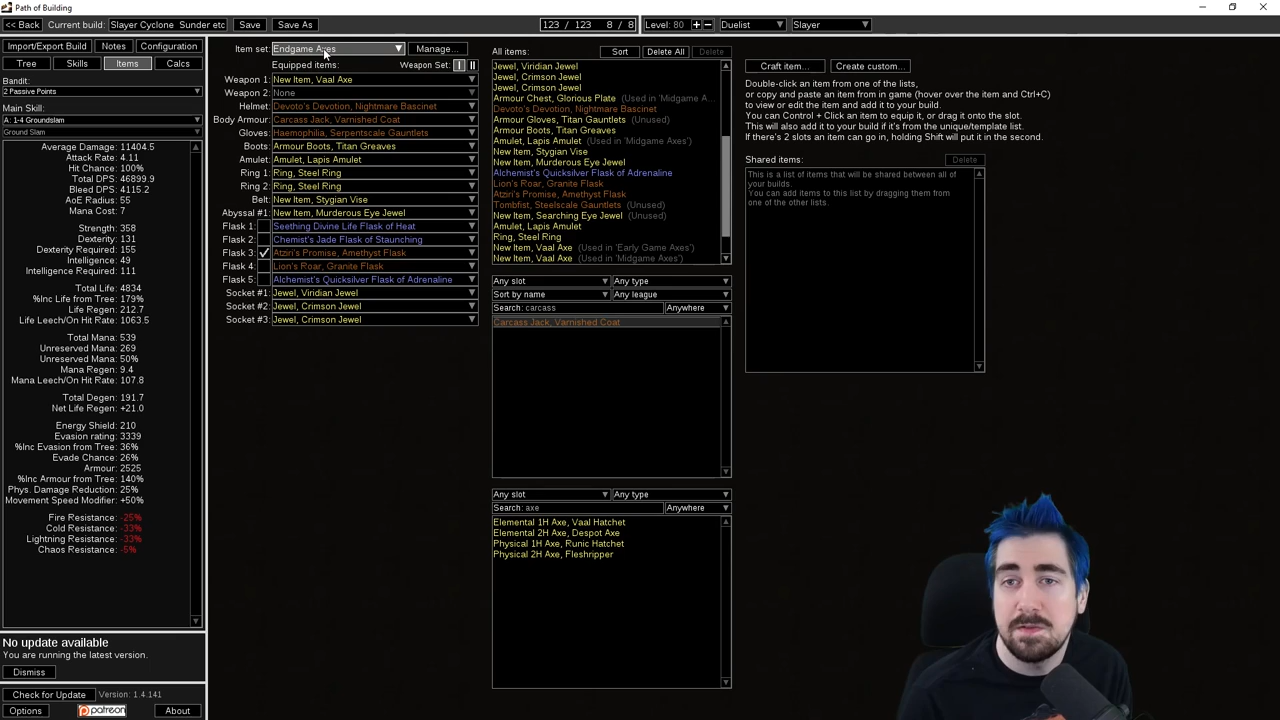 Path of Building
<< Back
Current build:
Slayer Cyclone Sunder etc
Save
Save As
123 / 123 8 / 8
Level: 80
+
−
Duelist
Slayer
Import/Export Build
Notes
Configuration
Tree
Skills
Items
Calcs
Bandit:
2 Passive Points
Main Skill:
A: 1-4 Groundslam
Ground Slam
Average Damage: 11404.5
Attack Rate: 4.11
Hit Chance: 100%
Total DPS: 46899.9
Bleed DPS: 4115.2
AoE Radius: 55
Mana Cost: 7
Strength: 358
Dexterity: 131
Dexterity Required: 155
Intelligence: 49
Intelligence Required: 111
Total Life: 4834
%Inc Life from Tree: 179%
Life Regen: 212.7
Life Leech/On Hit Rate: 1063.5
Total Mana: 539
Unreserved Mana: 269
Unreserved Mana: 50%
Mana Regen: 9.4
Mana Leech/On Hit Rate: 107.8
Total Degen: 191.7
Net Life Regen: +21.0
Energy Shield: 210
Evasion rating: 3339
%Inc Evasion from Tree: 36%
Evade Chance: 26%
Armour: 2525
%Inc Armour from Tree: 140%
Phys. Damage Reduction: 25%
Movement Speed Modifier: +50%
Fire Resistance: -25%
Cold Resistance: -33%
Lightning Resistance: -33%
Chaos Resistance: -5%
No update available
You are running the latest version.
Dismiss
Check for Update
Version: 1.4.141
Options
patreon
About
Item set:
Endgame Axes
Manage...
Equipped items:
Weapon Set: I II
Weapon 1: New Item, Vaal Axe
Weapon 2: None
Helmet: Devoto's Devotion, Nightmare Bascinet
Body Armour: Carcass Jack, Varnished Coat
Gloves: Haemophilia, Serpentscale Gauntlets
Boots: Armour Boots, Titan Greaves
Amulet: Amulet, Lapis Amulet
Ring 1: Ring, Steel Ring
Ring 2: Ring, Steel Ring
Belt: New Item, Stygian Vise
Abyssal #1: New Item, Murderous Eye Jewel
Flask 1: Seething Divine Life Flask of Heat
Flask 2: Chemist's Jade Flask of Staunching
Flask 3: Atziri's Promise, Amethyst Flask
Flask 4: Lion's Roar, Granite Flask
Flask 5: Alchemist's Quicksilver Flask of Adrenaline
Socket #1: Jewel, Viridian Jewel
Socket #2: Jewel, Crimson Jewel
Socket #3: Jewel, Crimson Jewel
All items:
Sort
Delete All
Delete
Jewel, Viridian Jewel
Jewel, Crimson Jewel
Jewel, Crimson Jewel
Armour Chest, Glorious Plate (Used in 'Midgame A...
Devoto's Devotion, Nightmare Bascinet
Armour Gloves, Titan Gauntlets (Unused)
Armour Boots, Titan Greaves
Amulet, Lapis Amulet (Used in 'Midgame Axes')
New Item, Stygian Vise
New Item, Murderous Eye Jewel
Alchemist's Quicksilver Flask of Adrenaline
Lion's Roar, Granite Flask
Atziri's Promise, Amethyst Flask
Tombfist, Steelscale Gauntlets (Unused)
New Item, Searching Eye Jewel (Unused)
Amulet, Lapis Amulet
Ring, Steel Ring
New Item, Vaal Axe (Used in 'Early Game Axes')
New Item, Vaal Axe (Used in 'Midgame Axes')
Any slot
Any type
Sort by name
Any league
Search: carcass
Anywhere
Carcass Jack, Varnished Coat
Any slot
Any type
Search: axe
Anywhere
Elemental 1H Axe, Vaal Hatchet
Elemental 2H Axe, Despot Axe
Physical 1H Axe, Runic Hatchet
Physical 2H Axe, Fleshripper
Craft item...
Create custom...
Double-click an item from one of the lists,
or copy and paste an item from in game (hover over the item and Ctrl+C)
to view or edit the item and add it to your build.
You can Control + Click an item to equip it, or drag it onto the slot.
This will also add it to your build if it's from the unique/template list.
If there's 2 slots an item can go in, holding Shift will put it in the second.
Shared items:
Delete
This is a list of items that will be shared between all of
your builds.
You can add items to this list by dragging them from
one of the other lists.